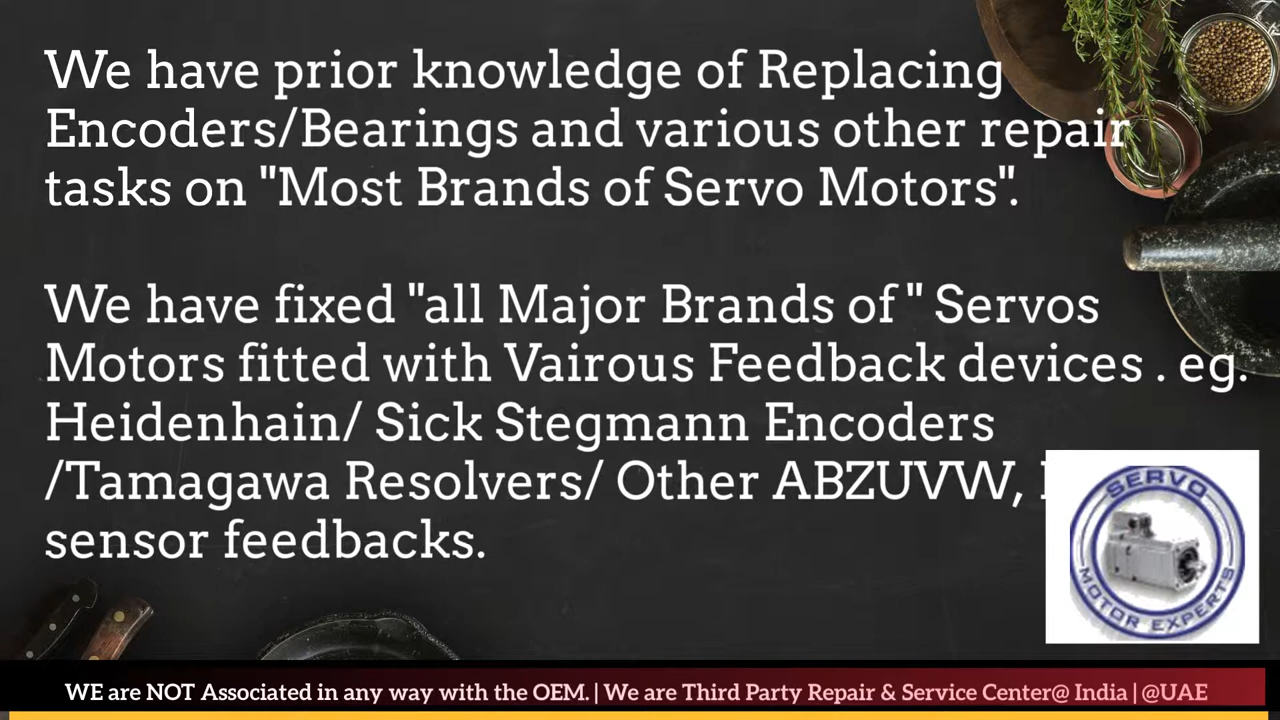 We have prior knowledge of Replacing
Encoders/Bearings and various other repair
tasks on "Most Brands of Servo Motors".
We have fixed "all Major Brands of " Servos
Motors fitted with Vairous Feedback devices . eg.
Heidenhain/ Sick Stegmann Encoders
/Tamagawa Resolvers/ Other ABZUVW,
sensor feedbacks.
SERVO
MOTOR EXPERTS
WE are NOT Associated in any way with the OEM. | We are Third Party Repair & Service Center@ India | @UAE